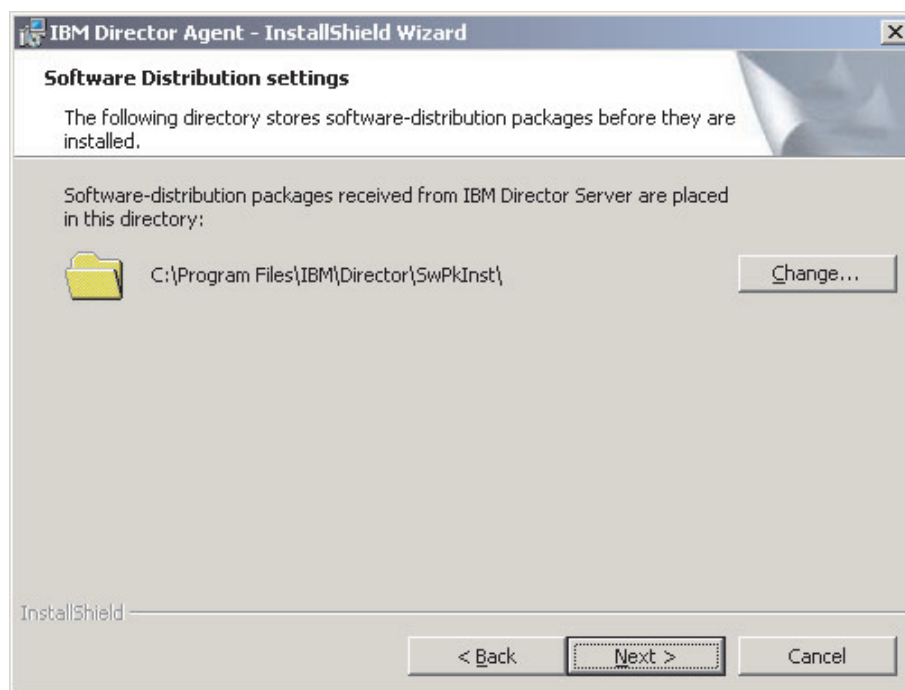 IBM Director Agent - InstallShield Wizard
Software Distribution settings
The following directory stores software-distribution packages before they are
installed.
Software-distribution packages received from IBM Director Server are placed
in this directory:
C:\Program Files\IBM\Director\SwPkInst\
Change...
InstallShield
< Back
Next >
Cancel